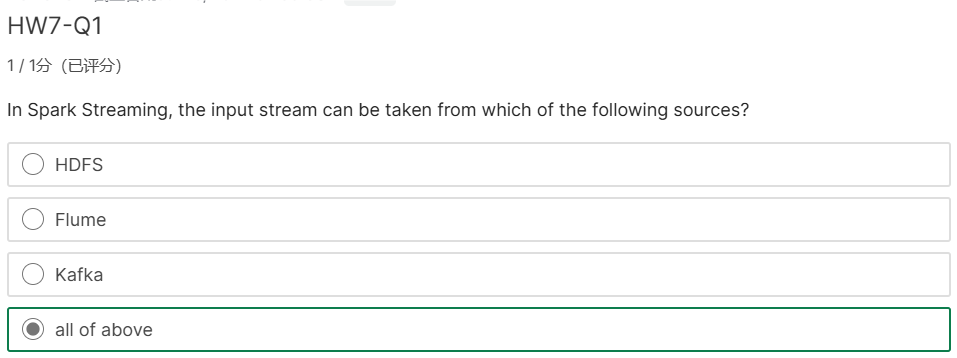 HW7-Q1
1 / 1分（已评分）
In Spark Streaming, the input stream can be taken from which of the following sources?
HDFS
Flume
Kafka
all of above